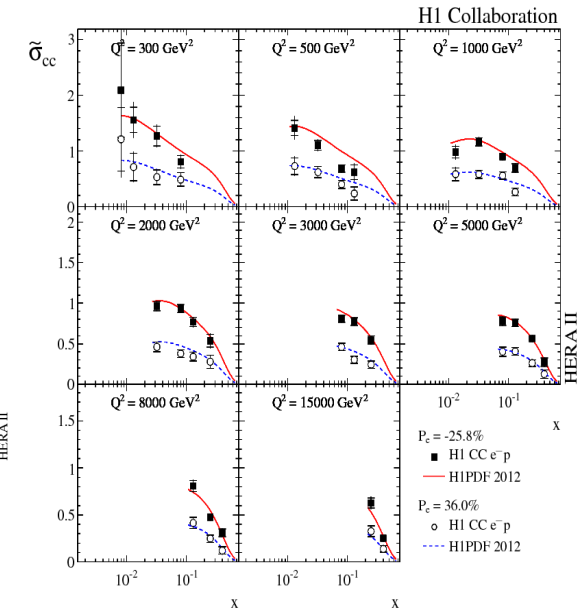 H1 Collaboration
σ̃cc
Q² = 300 GeV²
Q² = 500 GeV²
Q² = 1000 GeV²
3
2
1
0
Q² = 2000 GeV²
Q² = 3000 GeV²
Q² = 5000 GeV²
2
1.5
1
0.5
0
HERA II
Q² = 8000 GeV²
Q² = 15000 GeV²
10⁻² 10⁻¹
x
HERA II
1.5
1
0.5
0
Pe = -25.8%
H1 CC e⁻p
H1PDF 2012
Pe = 36.0%
H1 CC e⁻p
H1PDF 2012
10⁻² 10⁻¹ 10⁻² 10⁻¹
x x